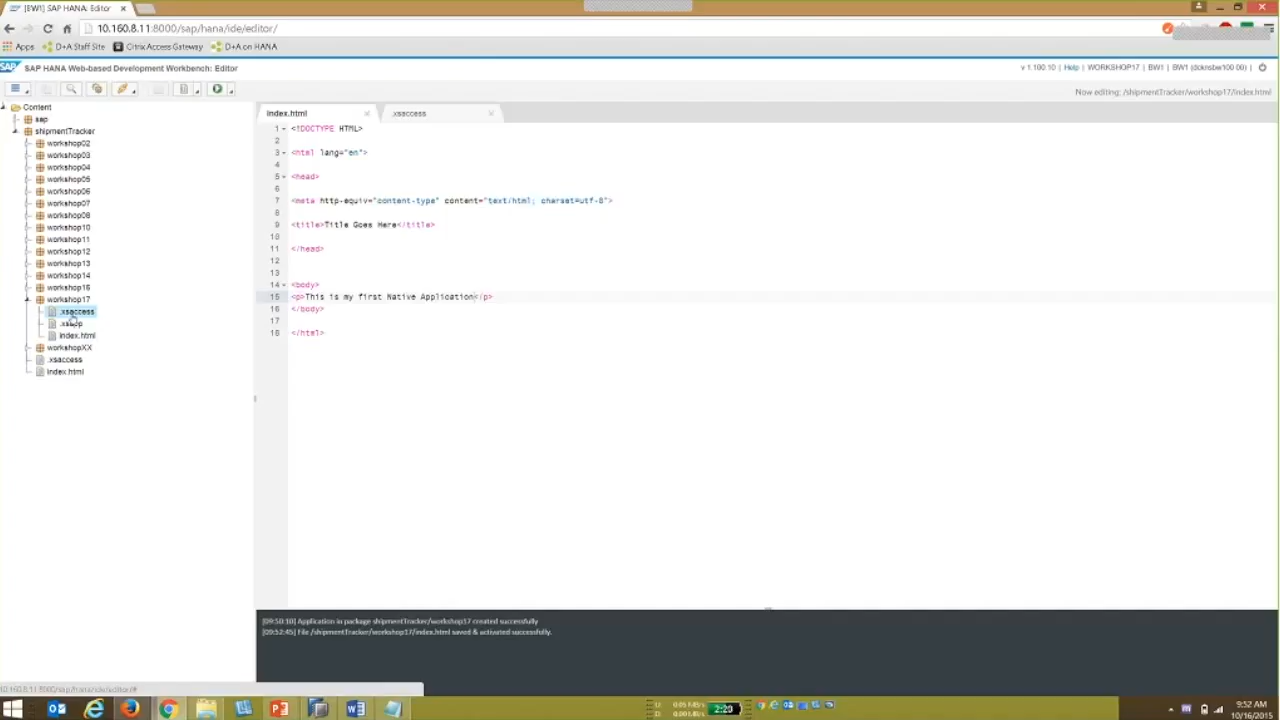 [BW1] SAP HANA: Editor
10.160.8.11:8000/sap/hana/ide/editor/
Apps D+A Staff Site Citrix Access Gateway D+A on HANA
SAP SAP HANA Web-based Development Workbench: Editor
v 1.100.10 | Help | WORKSHOP17 | BW1 |
Now editing: /shipmentTracker/workshop17/index.html
Content
sap
shipmentTracker
workshop02
workshop03
workshop04
workshop05
workshop06
workshop07
workshop08
workshop10
workshop11
workshop12
workshop13
workshop14
workshop16
workshop17
.xsaccess
.xsapp
index.html
workshopXX
.xsaccess
index.html
index.html .xsaccess
1 <!DOCTYPE HTML>
2
3 <html lang="en">
4
5 <head>
6
7 <meta http-equiv="content-type" content="text/html; charset=utf-8">
8
9 <title>Title Goes Here</title>
10
11 </head>
12
13
14 <body>
15 <p>This is my first Native Application</p>
16 </body>
17
18 </html>
[09:50:10] Application in package shipmentTracker/workshop17 created successfully
[09:52:45] File /shipmentTracker/workshop17/index.html saved & activated successfully.
10.160.8.11:8000/sap/hana/ide/editor/#
U:
D:
2:20
9:52 AM
10/16/2015